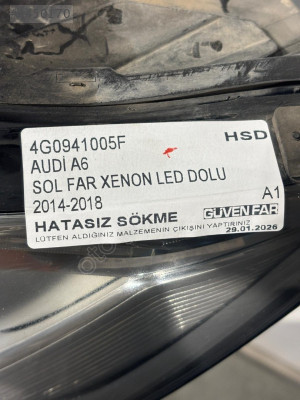 4G0941005F HSD
AUDİ A6
SOL FAR XENON LED DOLU
2014-2018 A1
HATASIZ SÖKME GÜVENFAR
LÜTFEN ALDIĞINIZ MALZEMENİN ÇIKIŞINI YAPTIRINIZ 29.01.2026